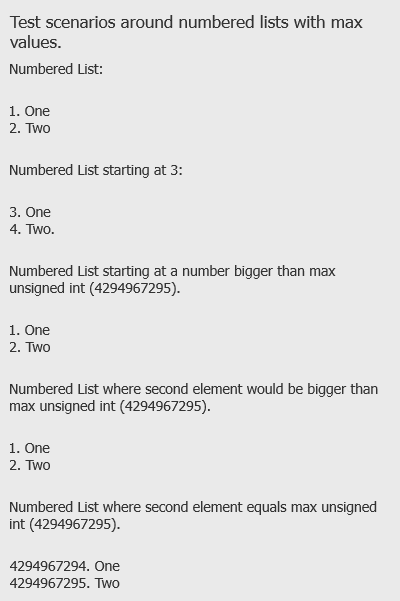 Test scenarios around numbered lists with max
values.
Numbered List:
1. One
2. Two
Numbered List starting at 3:
3. One
4. Two.
Numbered List starting at a number bigger than max
unsigned int (4294967295).
1. One
2. Two
Numbered List where second element would be bigger than
max unsigned int (4294967295).
1. One
2. Two
Numbered List where second element equals max unsigned
int (4294967295).
4294967294. One
4294967295. Two